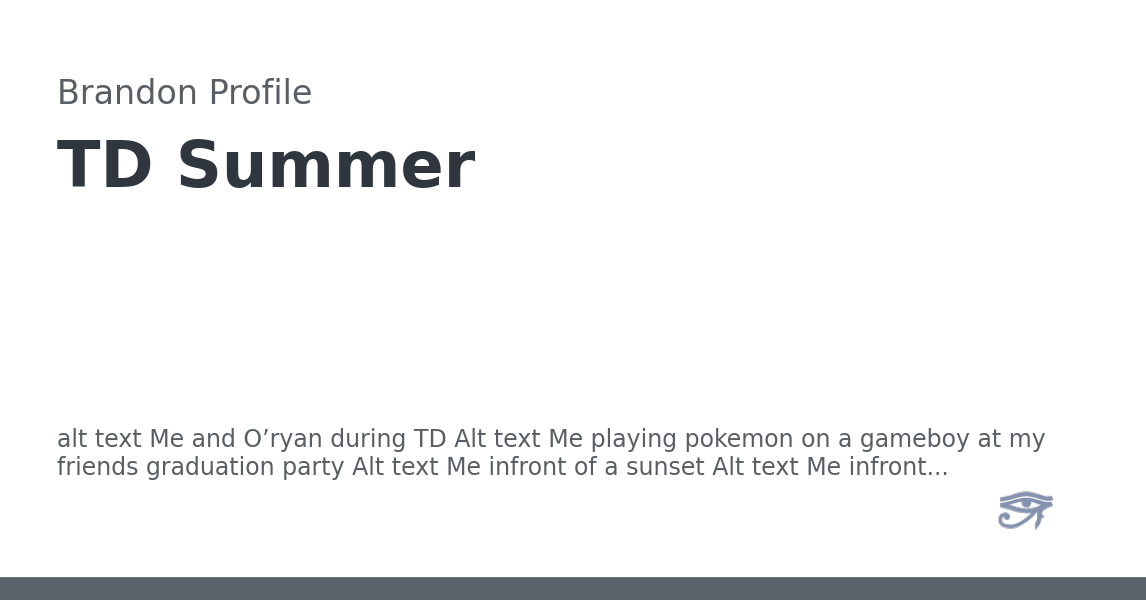 Brandon Profile
TD Summer
alt text Me and O’ryan during TD Alt text Me playing pokemon on a gameboy at my
friends graduation party Alt text Me infront of a sunset Alt text Me infront...